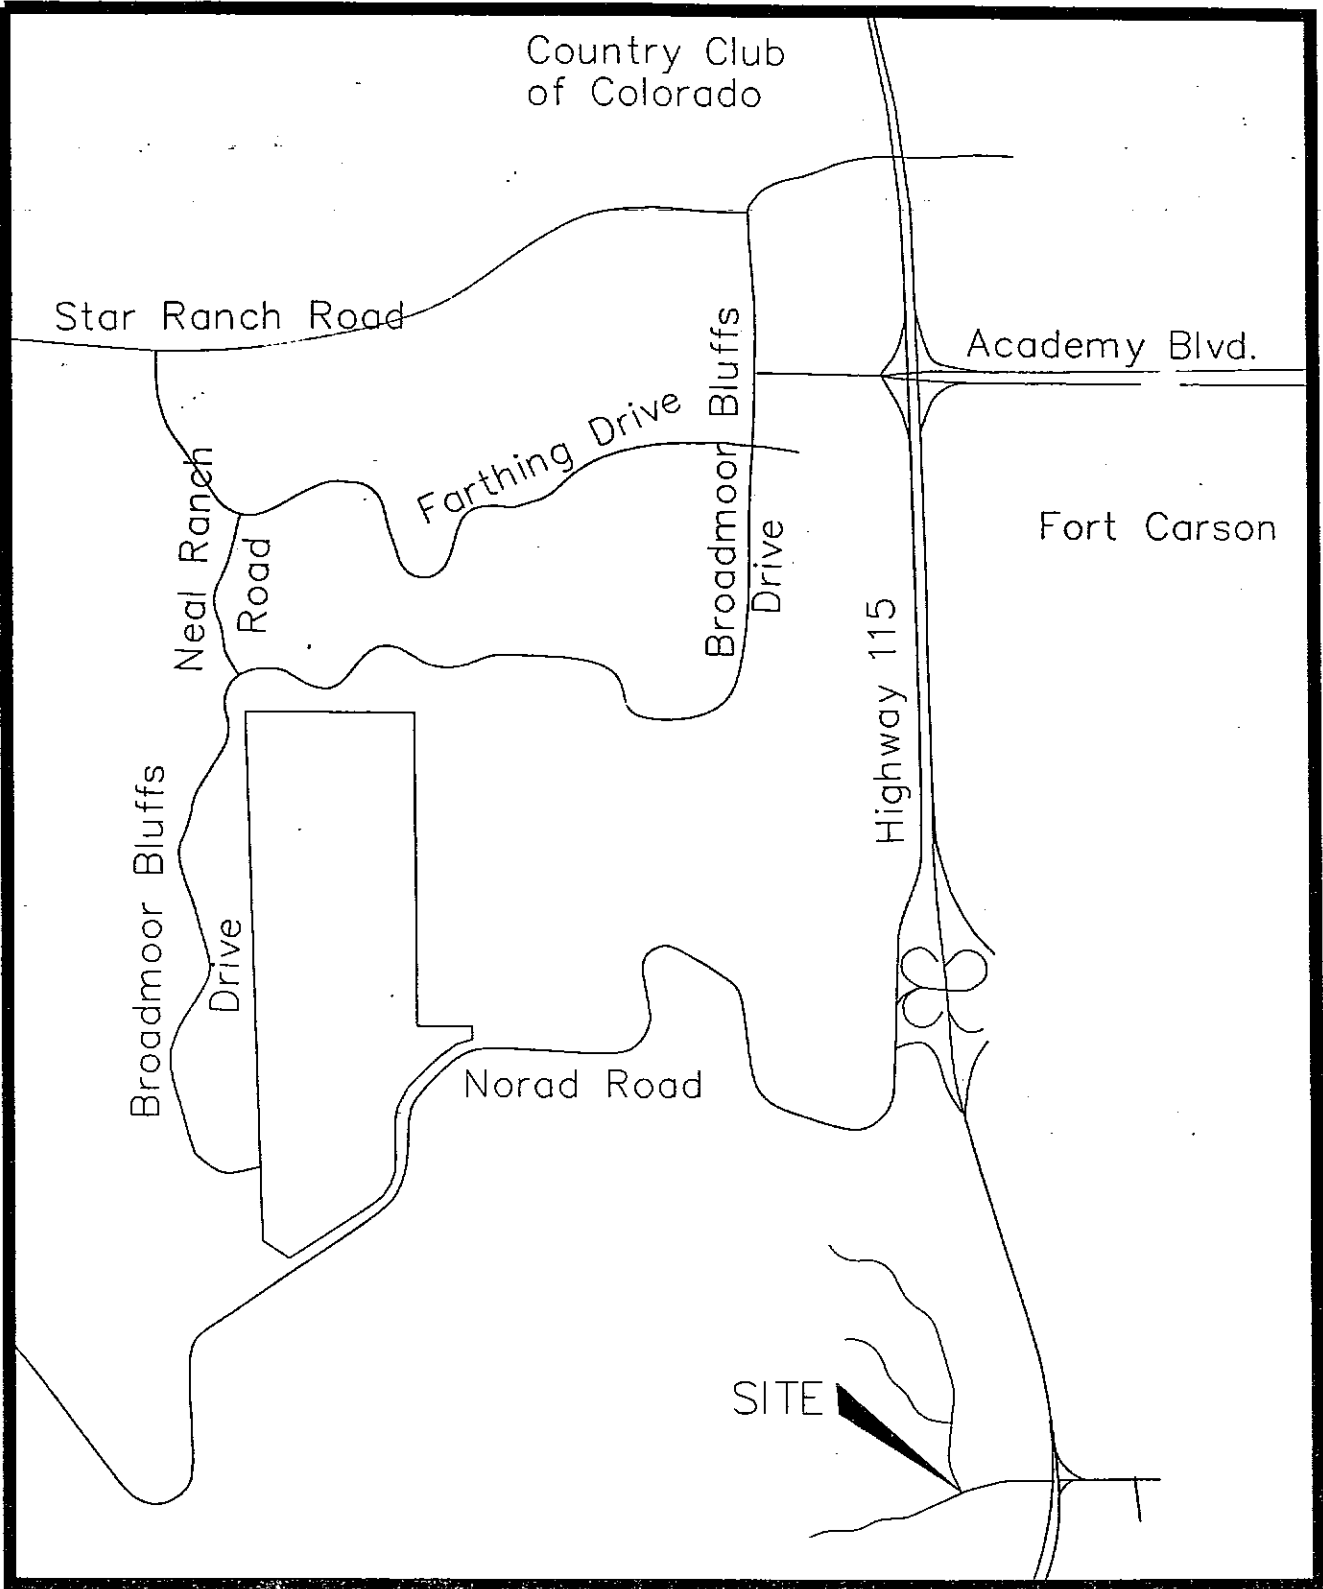 Country Club
of Colorado
Star Ranch Road
Academy Blvd.
Broadmoor Bluffs
Drive
Farthing Drive
Neal Ranch
Road
Fort Carson
Highway 115
Broadmoor Bluffs
Drive
Norad Road
SITE